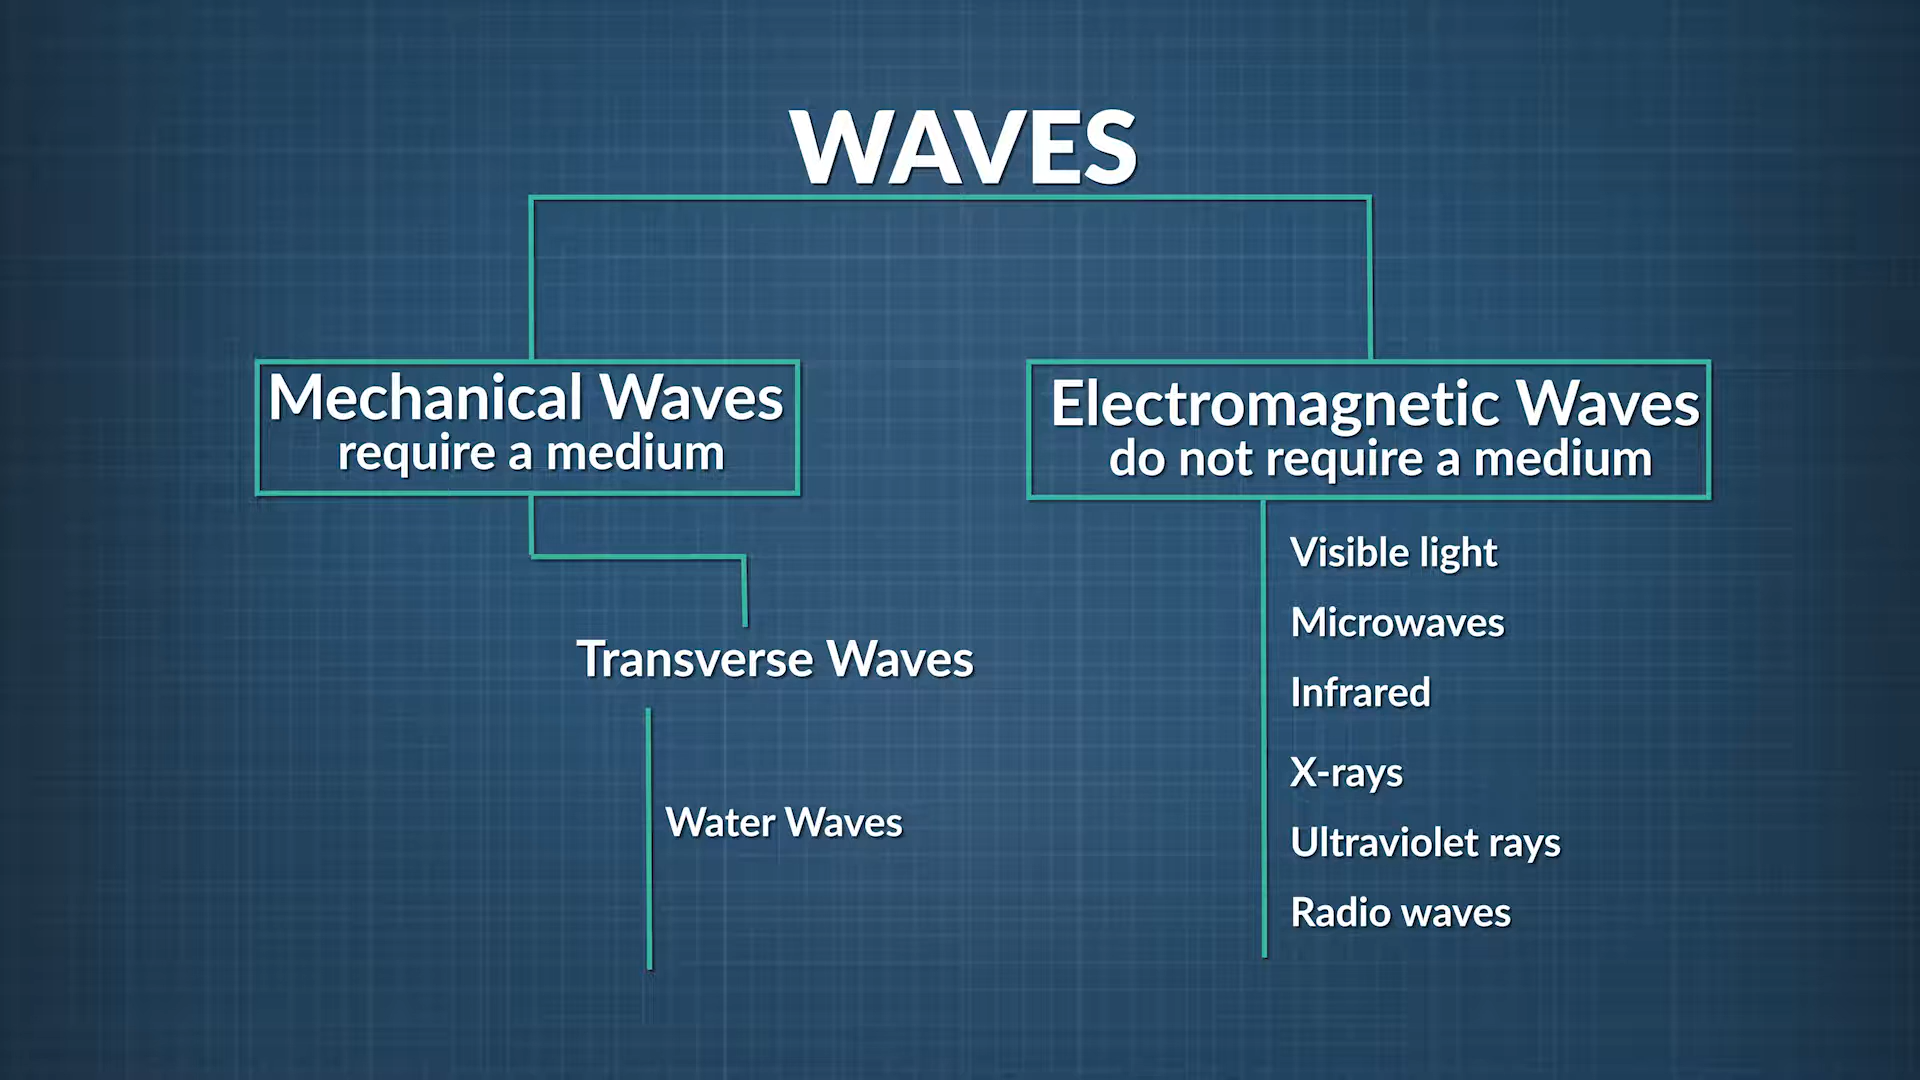 WAVES
Mechanical Waves
require a medium
Transverse Waves
Water Waves
Electromagnetic Waves
do not require a medium
Visible light
Microwaves
Infrared
X-rays
Ultraviolet rays
Radio waves